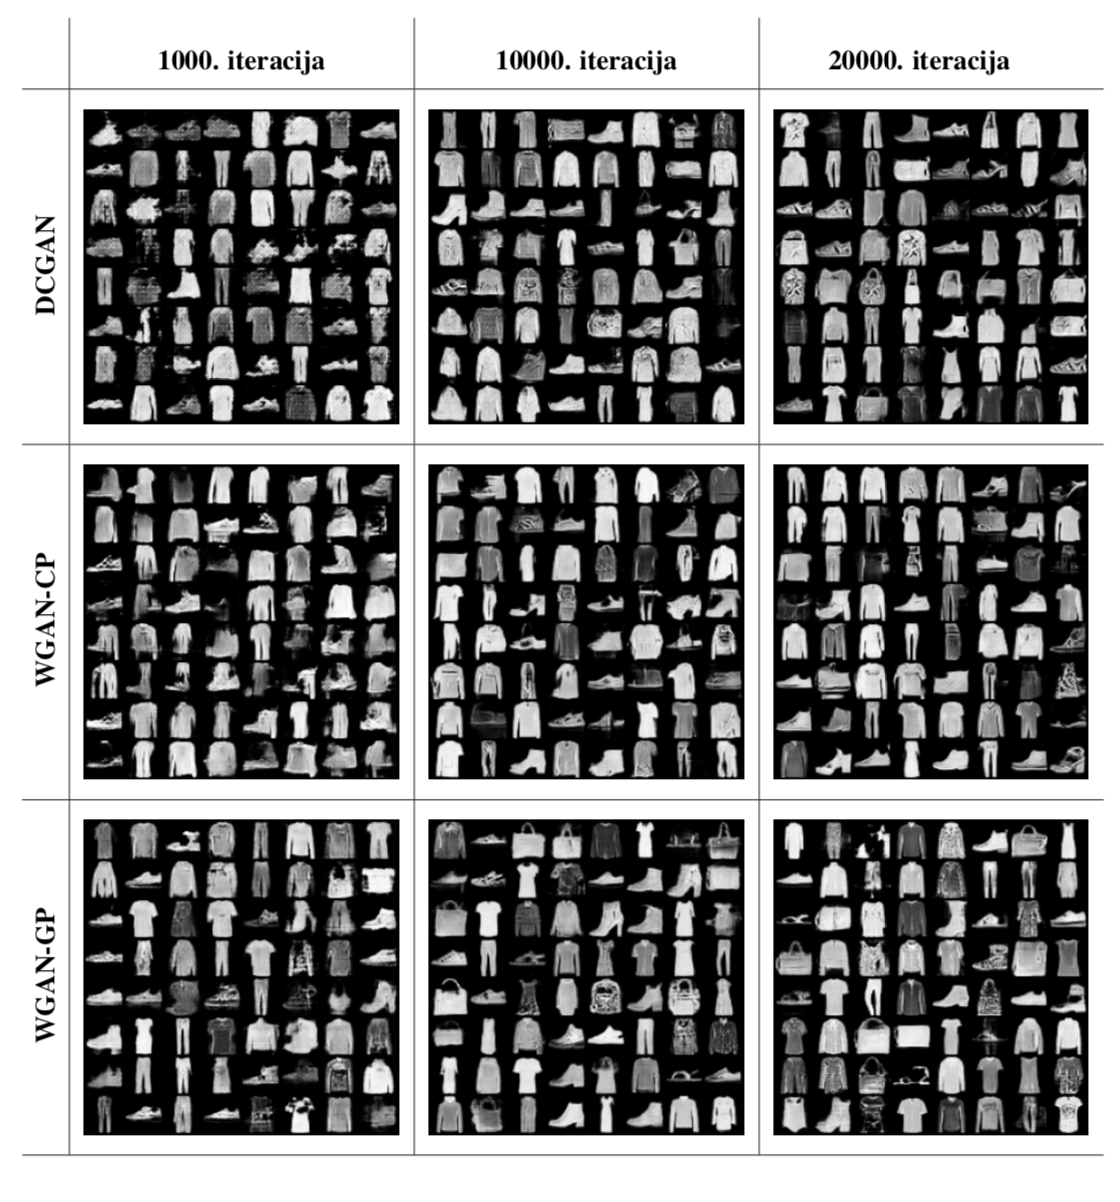 1000. iteracija
10000. iteracija
20000. iteracija
DCGAN
WGAN-CP
WGAN-GP